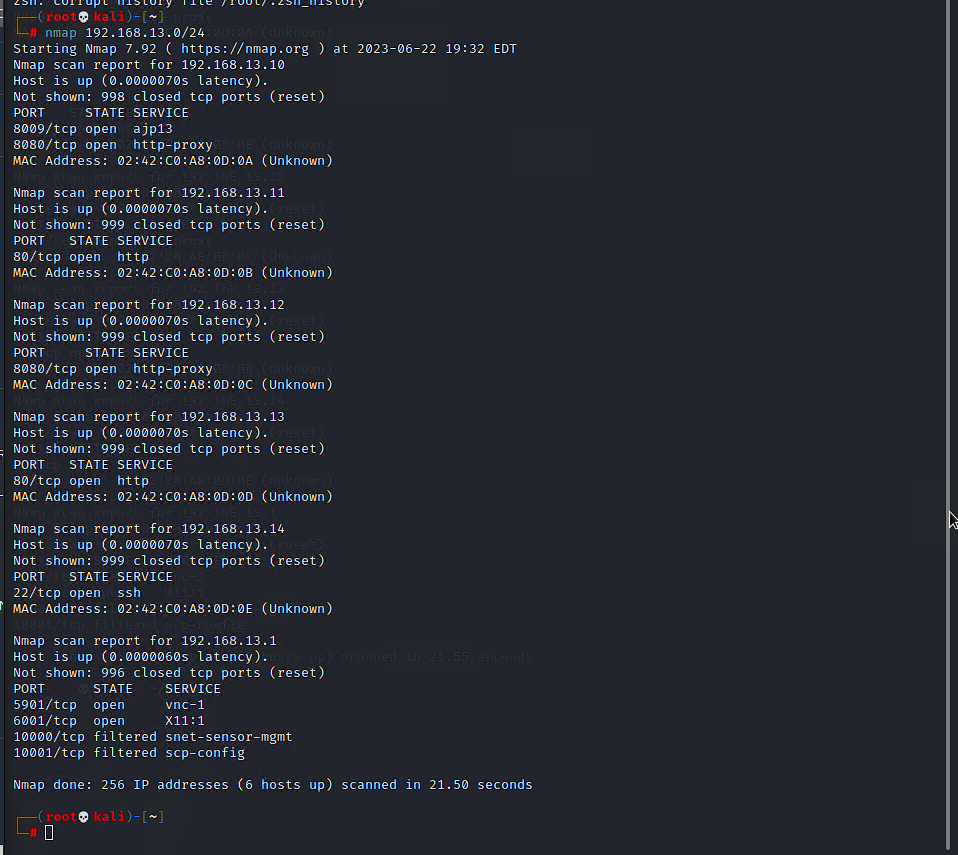 zsh: corrupt history file /root/.zsh_history
┌──(root💀kali)-[~]
└─# nmap 192.168.13.0/24
Starting Nmap 7.92 ( https://nmap.org ) at 2023-06-22 19:32 EDT
Nmap scan report for 192.168.13.10
Host is up (0.0000070s latency).
Not shown: 998 closed tcp ports (reset)
PORT     STATE SERVICE
8009/tcp open  ajp13
8080/tcp open  http-proxy
MAC Address: 02:42:C0:A8:0D:0A (Unknown)

Nmap scan report for 192.168.13.11
Host is up (0.0000070s latency).
Not shown: 999 closed tcp ports (reset)
PORT   STATE SERVICE
80/tcp open  http
MAC Address: 02:42:C0:A8:0D:0B (Unknown)

Nmap scan report for 192.168.13.12
Host is up (0.0000070s latency).
Not shown: 999 closed tcp ports (reset)
PORT     STATE SERVICE
8080/tcp open  http-proxy
MAC Address: 02:42:C0:A8:0D:0C (Unknown)

Nmap scan report for 192.168.13.13
Host is up (0.0000070s latency).
Not shown: 999 closed tcp ports (reset)
PORT   STATE SERVICE
80/tcp open  http
MAC Address: 02:42:C0:A8:0D:0D (Unknown)

Nmap scan report for 192.168.13.14
Host is up (0.0000070s latency).
Not shown: 999 closed tcp ports (reset)
PORT   STATE SERVICE
22/tcp open  ssh
MAC Address: 02:42:C0:A8:0D:0E (Unknown)

Nmap scan report for 192.168.13.1
Host is up (0.0000060s latency).
Not shown: 996 closed tcp ports (reset)
PORT      STATE    SERVICE
5901/tcp  open     vnc-1
6001/tcp  open     X11:1
10000/tcp filtered snet-sensor-mgmt
10001/tcp filtered scp-config

Nmap done: 256 IP addresses (6 hosts up) scanned in 21.50 seconds

┌──(root💀kali)-[~]
└─#